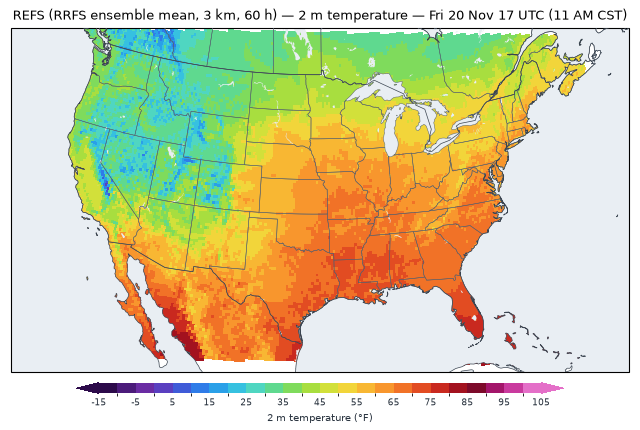 REFS (RRFS ensemble mean, 3 km, 60 h) — 2 m temperature — Fri 20 Nov 17 UTC (11 AM CST)
-15 -5 5 15 25 35 45 55 65 75 85 95 105
2 m temperature (°F)